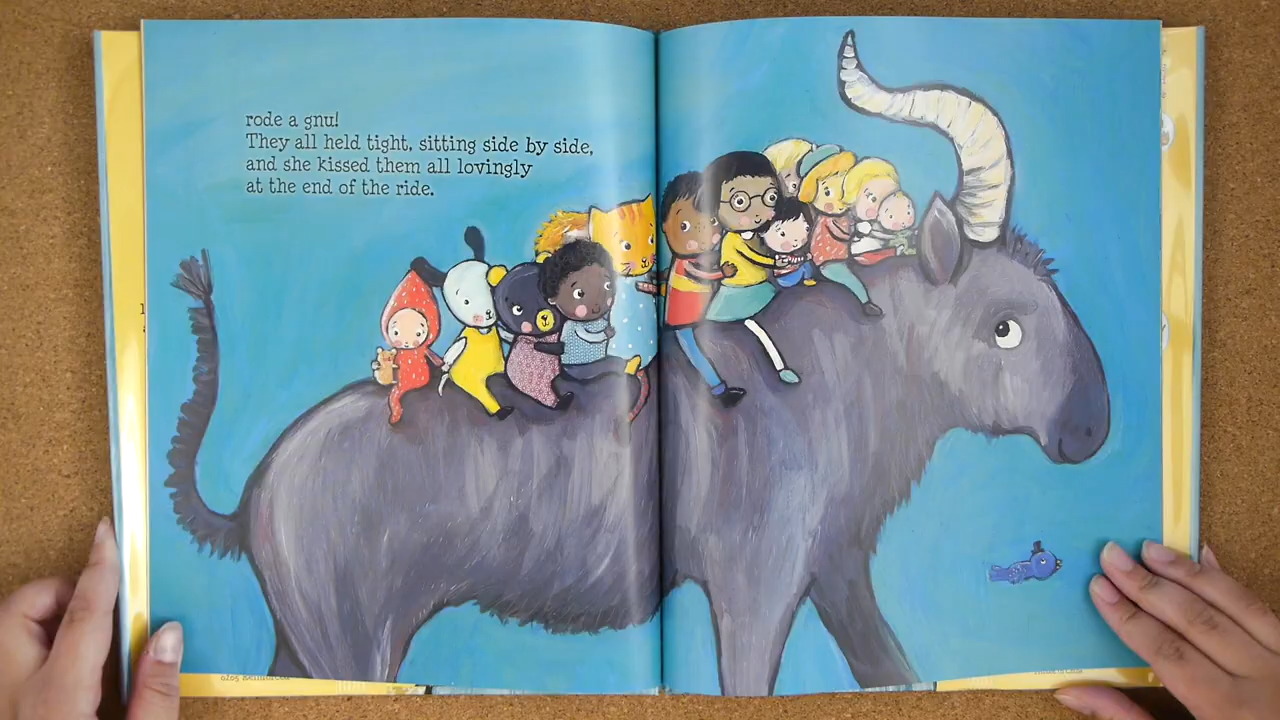 rode a gnu!
They all held tight, sitting side by side,
and she kissed them all lovingly
at the end of the ride.